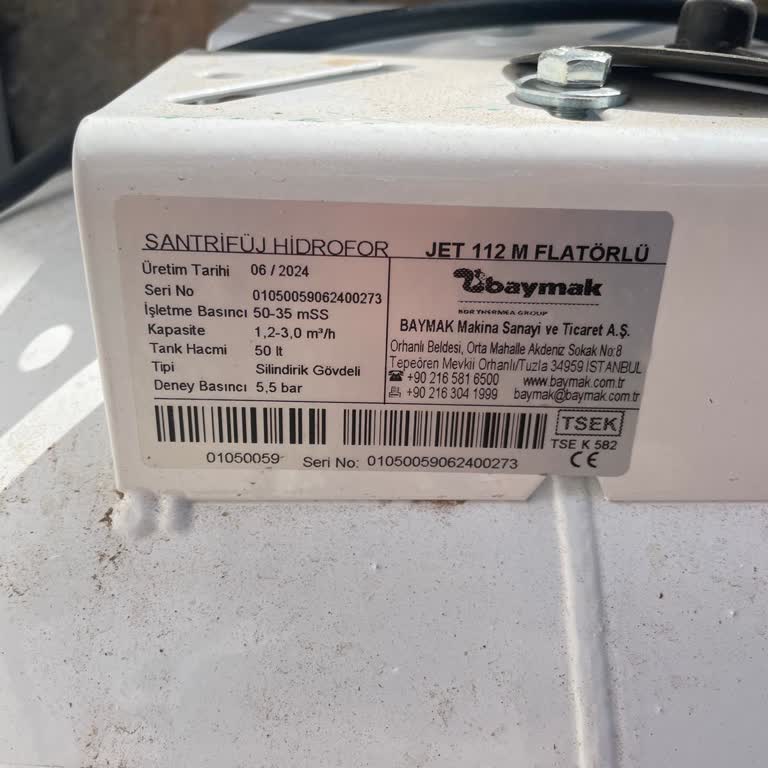 SANTRİFÜJ HİDROFOR JET 112 M FLATÖRLÜ
Üretim Tarihi 06 / 2024
Seri No 01050059062400273
İşletme Basıncı 50-35 mSS
Kapasite 1,2-3,0 m³/h
Tank Hacmi 50 lt
Tipi Silindirik Gövdeli
Deney Basıncı 5,5 bar
baymak
BDR THERMEA GROUP
BAYMAK Makina Sanayi ve Ticaret A.Ş.
Orhanlı Beldesi, Orta Mahalle Akdeniz Sokak No:8
Tepeören Mevkii Orhanlı/Tuzla 34959 İSTANBUL
+90 216 581 6500 www.baymak.com.tr
+90 216 304 1999 baymak@baymak.com.tr
TSEK
TSE K 582
CE
01050059 Seri No: 01050059062400273